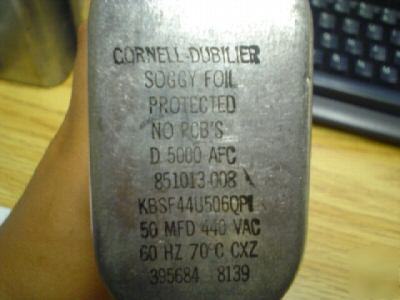 CORNELL-DUBILIER
SOGGY FOIL
PROTECTED
NO PCB'S
D 5000 AFC
851013-008
KBSF44U506QP1
50 MFD 440 VAC
60 HZ 70°C CXZ
395684 8139